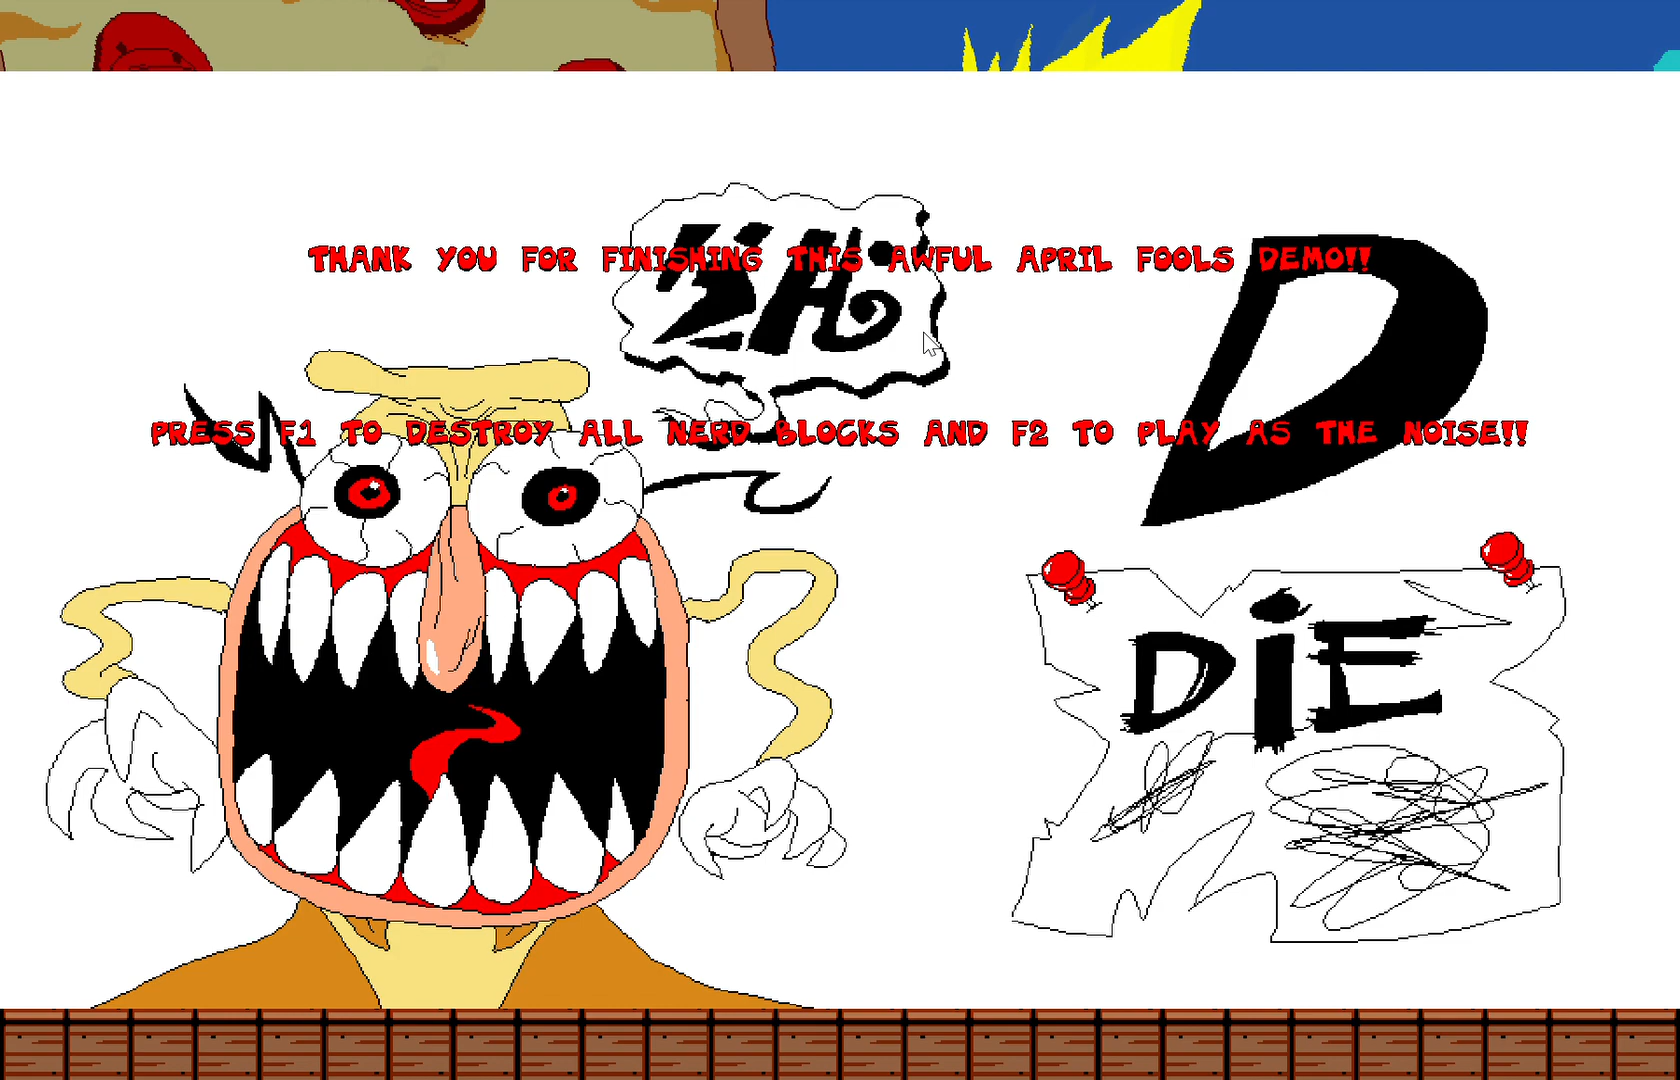 THANK YOU FOR FINISHING THIS AWFUL APRIL FOOLS DEMO!!
PRESS F1 TO DESTROY ALL NERD BLOCKS AND F2 TO PLAY AS THE NOISE!!
D
DiE